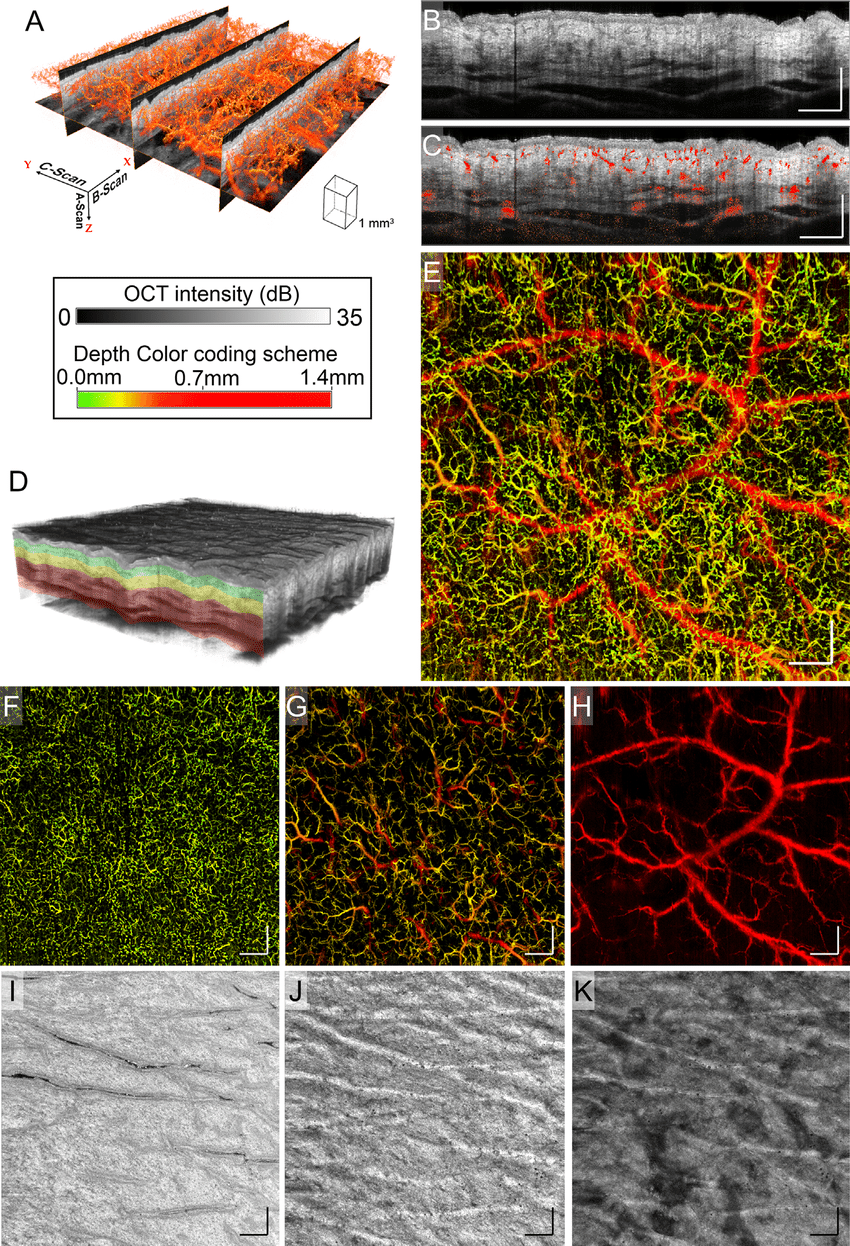 A
Y
C-Scan
X
B-Scan
A-Scan
Z
1 mm³
B
C
OCT intensity (dB)
0 35
Depth Color coding scheme
0.0mm 0.7mm 1.4mm
D
E
F
G
H
I
J
K